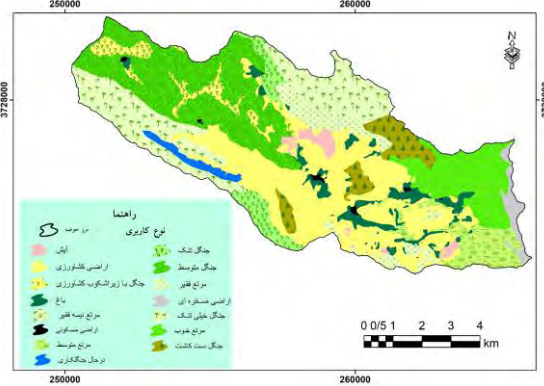 250000 260000
N
3728000
3728000
راهنما
نوع کاربری
مرز حوضه
آیش
اراضی کشاورزی
جنگل با زیراشکوب کشاورزی
باغ
مرتع نیمه فقیر
اراضی مسکونی
مرتع متوسط
درحال جنگلکاری
جنگل تنک
جنگل متوسط
مرتع فقیر
اراضی صخره ای
جنگل خیلی تنک
مرتع خوب
جنگل دست کاشت
0 0/5 1 2 3 4
km
250000 260000